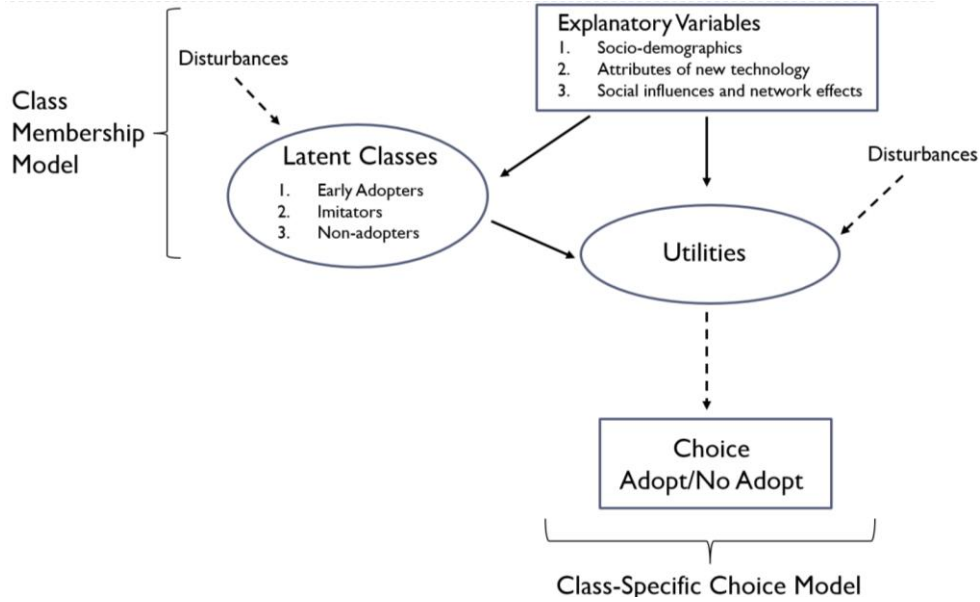 Explanatory Variables
1. Socio-demographics
2. Attributes of new technology
3. Social influences and network effects
Disturbances
Class
Membership
Model
Latent Classes
1. Early Adopters
2. Imitators
3. Non-adopters
Disturbances
Utilities
Choice
Adopt/No Adopt
Class-Specific Choice Model